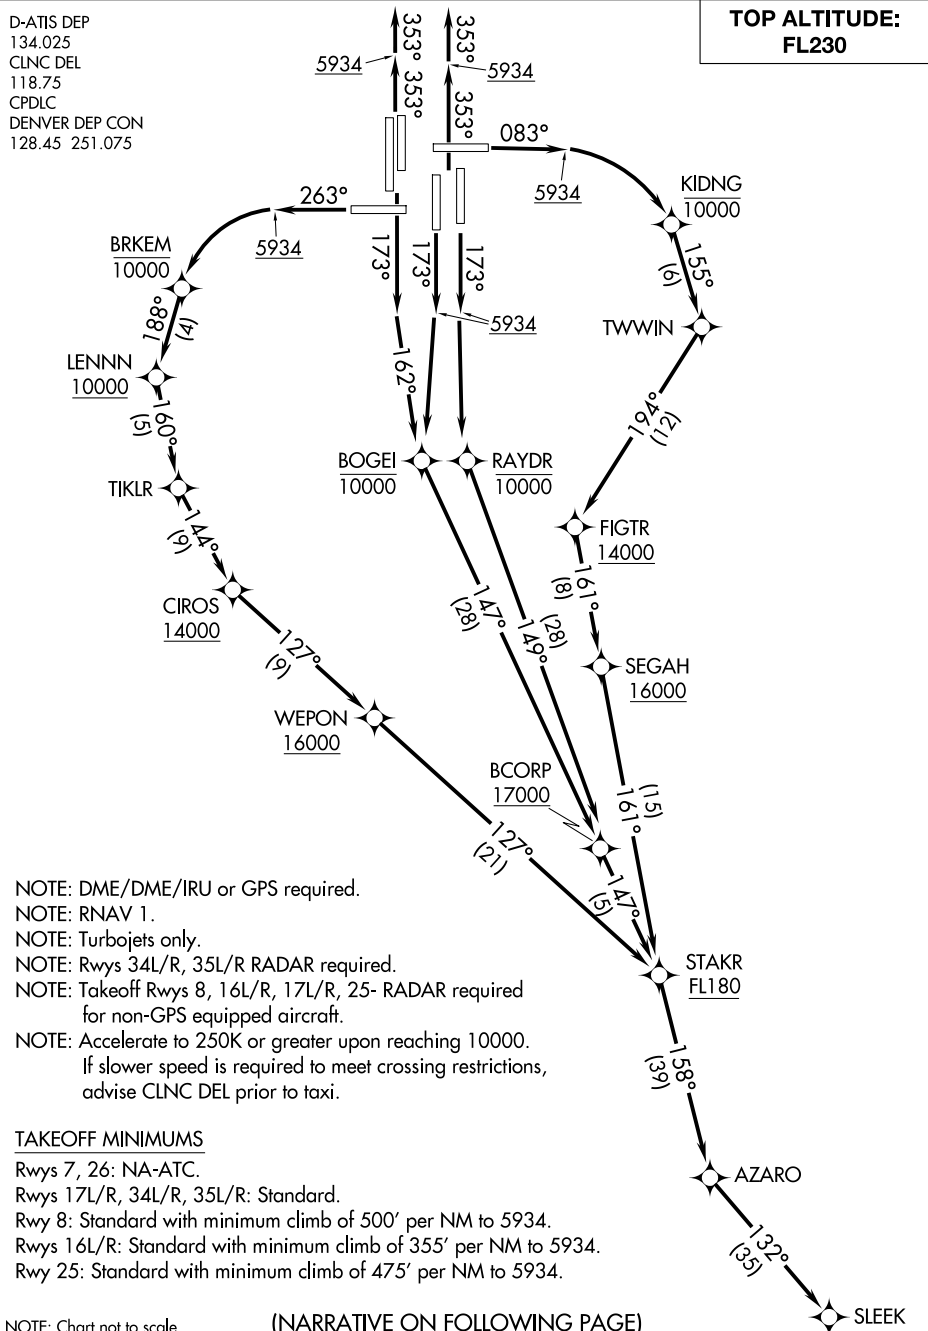 D-ATIS DEP
134.025
CLNC DEL
118.75
CPDLC
DENVER DEP CON
128.45 251.075
TOP ALTITUDE:
FL230
353°
353°
5934
353°
353°
5934
083°
5934
KIDNG
10000
263°
5934
BRKEM
10000
173°
173°
173°
5934
155°
(6)
188°
(4)
TWWIN
LENNN
10000
162°
160°
(5)
194°
(12)
BOGEI
10000
RAYDR
10000
TIKLR
144°
(9)
FIGTR
14000
CIROS
14000
147°
(28)
149°
(28)
161°
(8)
127°
(9)
SEGAH
16000
WEPON
16000
BCORP
17000
161°
(15)
127°
(21)
147°
(5)
STAKR
FL180
158°
(39)
AZARO
132°
(35)
SLEEK
NOTE: DME/DME/IRU or GPS required.
NOTE: RNAV 1.
NOTE: Turbojets only.
NOTE: Rwys 34L/R, 35L/R RADAR required.
NOTE: Takeoff Rwys 8, 16L/R, 17L/R, 25- RADAR required
for non-GPS equipped aircraft.
NOTE: Accelerate to 250K or greater upon reaching 10000.
If slower speed is required to meet crossing restrictions,
advise CLNC DEL prior to taxi.
TAKEOFF MINIMUMS
Rwys 7, 26: NA-ATC.
Rwys 17L/R, 34L/R, 35L/R: Standard.
Rwy 8: Standard with minimum climb of 500' per NM to 5934.
Rwys 16L/R: Standard with minimum climb of 355' per NM to 5934.
Rwy 25: Standard with minimum climb of 475' per NM to 5934.
NOTE: Chart not to scale
(NARRATIVE ON FOLLOWING PAGE)